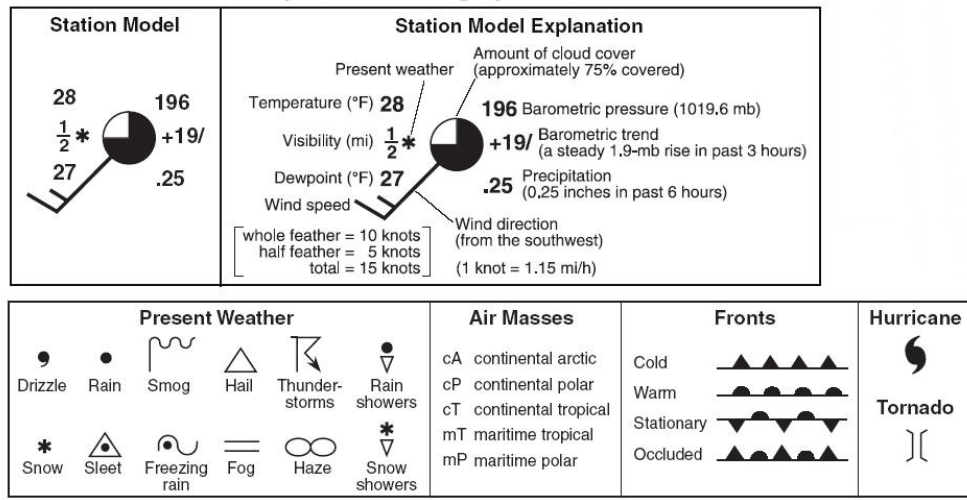 Station Model
28
196
1/2 *
+19/
27
.25
Station Model Explanation
Amount of cloud cover
(approximately 75% covered)
Present weather
Temperature (°F) 28
196 Barometric pressure (1019.6 mb)
Visibility (mi) 1/2 *
+19/ Barometric trend
(a steady 1.9-mb rise in past 3 hours)
Dewpoint (°F) 27
.25 Precipitation
(0.25 inches in past 6 hours)
Wind speed
whole feather = 10 knots
half feather = 5 knots
total = 15 knots
Wind direction
(from the southwest)
(1 knot = 1.15 mi/h)
Present Weather
Drizzle Rain Smog Hail Thunder-storms Rain showers
Snow Sleet Freezing rain Fog Haze Snow showers
Air Masses
cA continental arctic
cP continental polar
cT continental tropical
mT maritime tropical
mP maritime polar
Fronts
Cold
Warm
Stationary
Occluded
Hurricane
Tornado